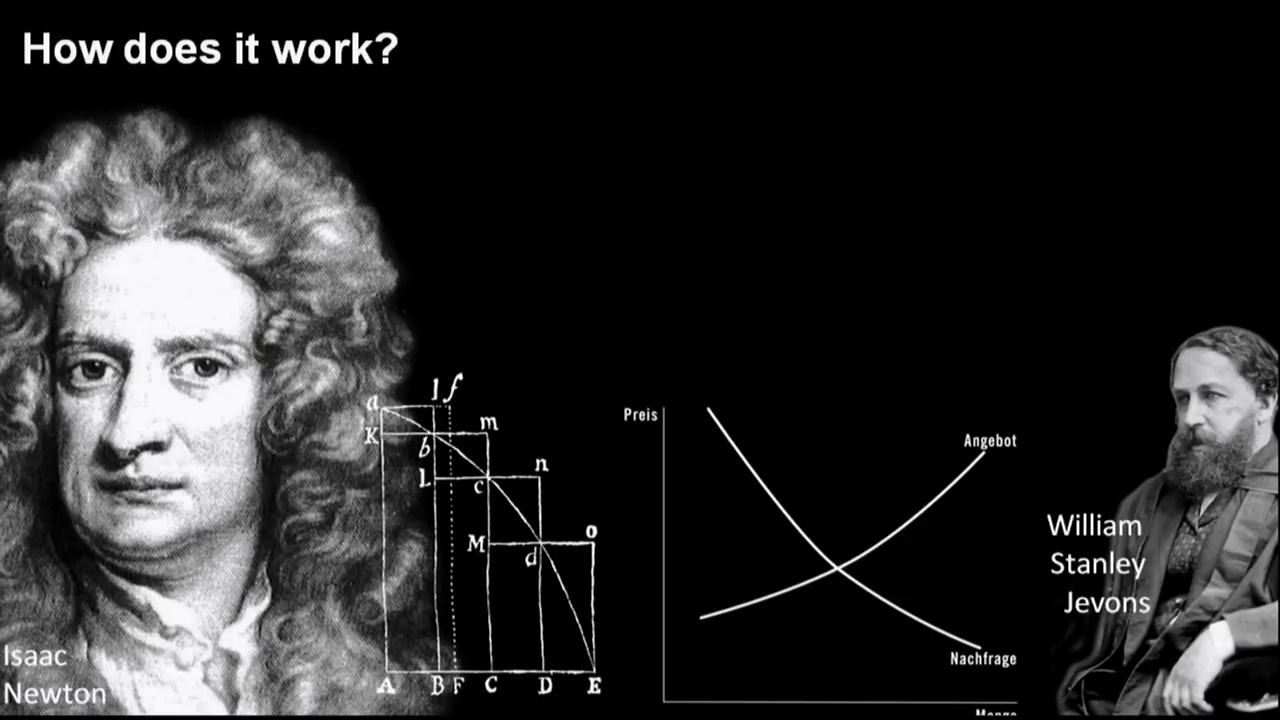 How does it work?
a
l f
K
b
m
L
c
n
M
d
o
A B F C D E
Isaac
Newton
Preis
Angebot
Nachfrage
William
Stanley
Jevons